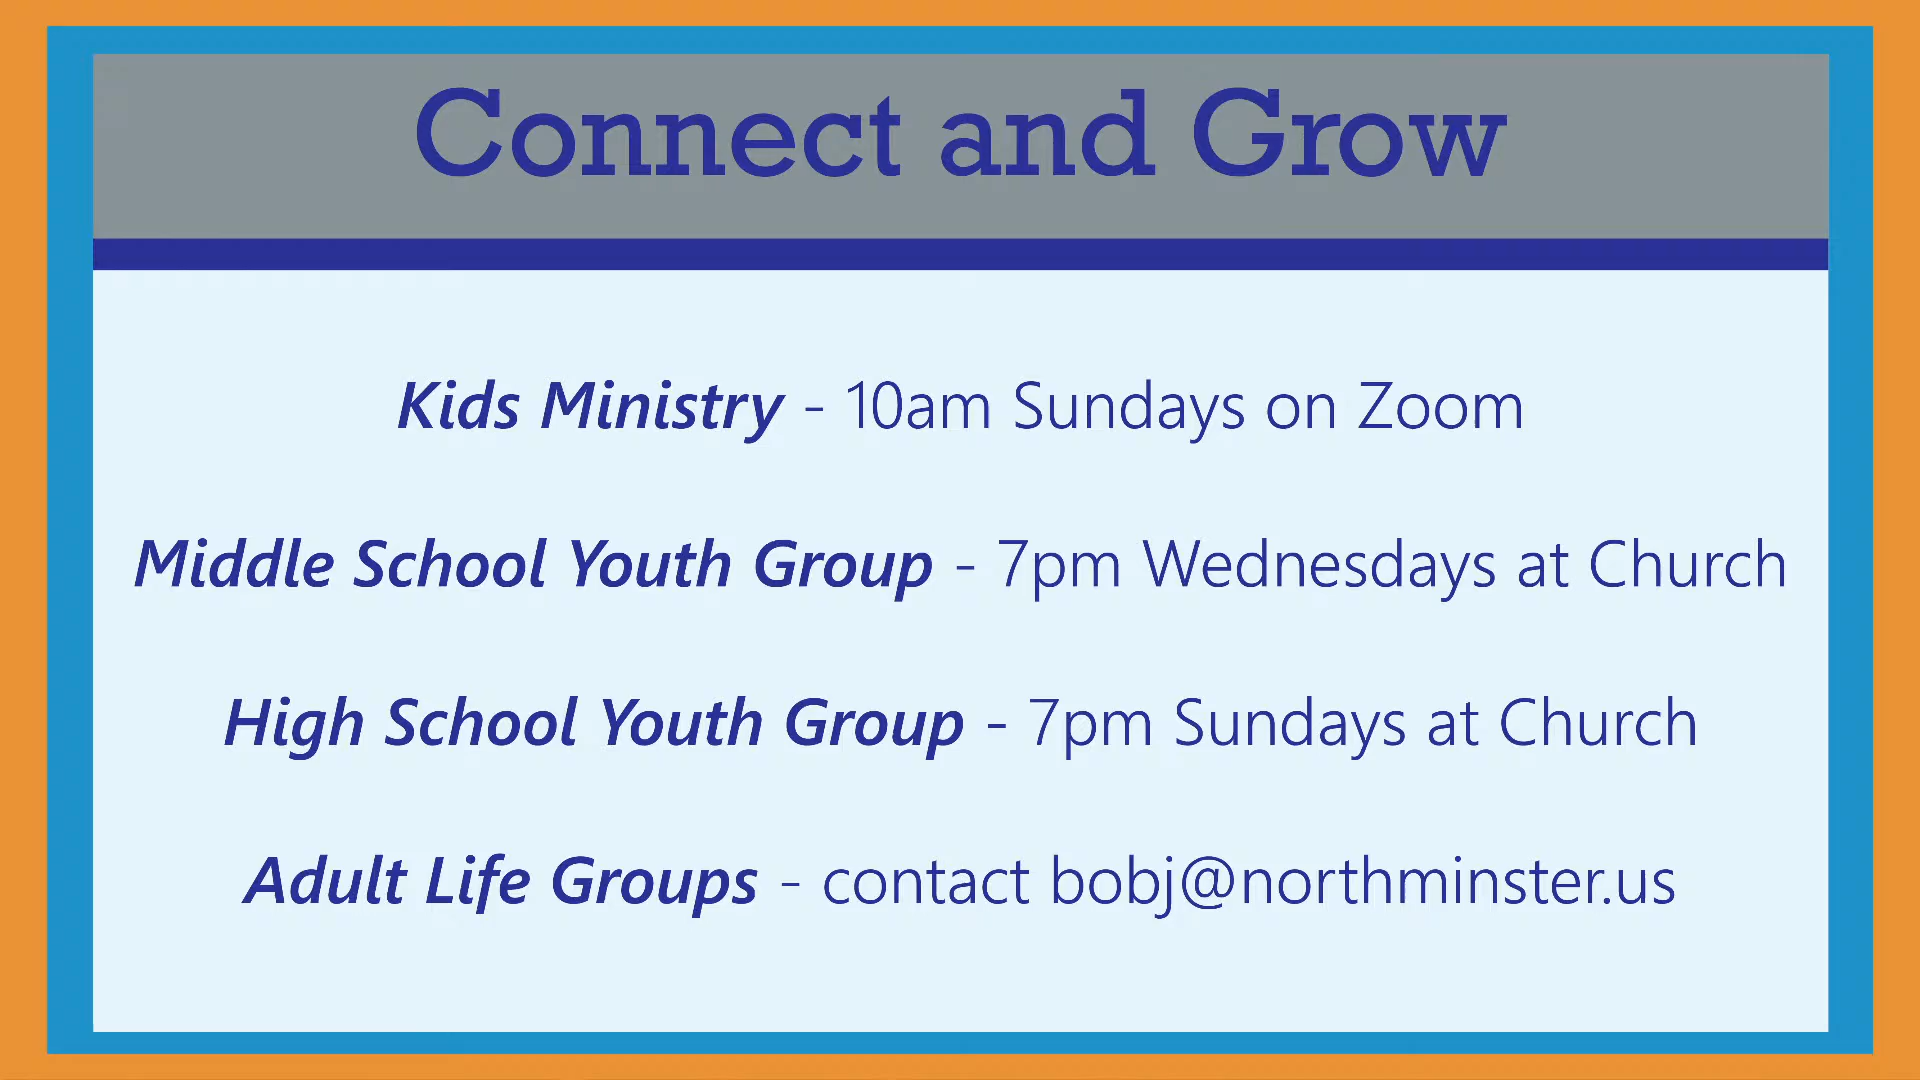 Connect and Grow
Kids Ministry - 10am Sundays on Zoom
Middle School Youth Group - 7pm Wednesdays at Church
High School Youth Group - 7pm Sundays at Church
Adult Life Groups - contact bobj@northminster.us